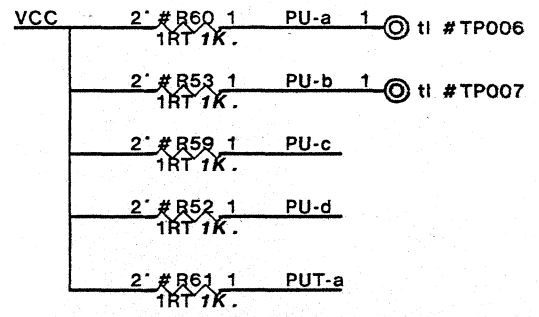 VCC 2· #R60 1 PU-a 1 tl #TP006
1RT 1K.
2· #R53 1 PU-b 1 tl #TP007
1RT 1K.
2· #R59 1 PU-c
1RT 1K.
2· #R52 1 PU-d
1RT 1K.
2· #R61 1 PUT-a
1RT 1K.